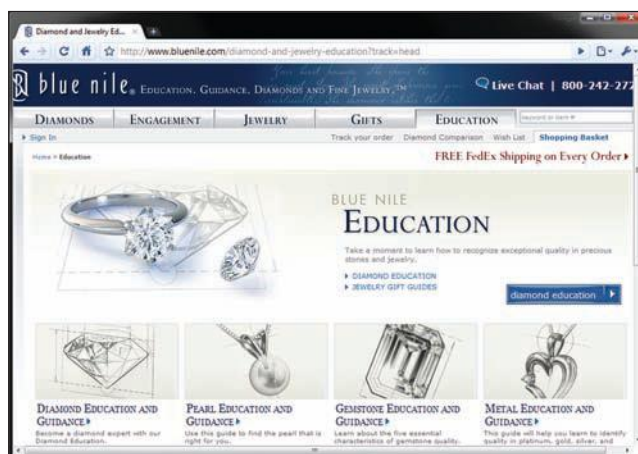 Diamond and Jewelry Ed...
http://www.bluenile.com/diamond-and-jewelry-education?track=head
blue nile® EDUCATION, GUIDANCE, DIAMONDS AND FINE JEWELRY,™
Live Chat | 800-242-272
DIAMONDS ENGAGEMENT JEWELRY GIFTS EDUCATION keyword or item #
Sign In Track your order Diamond Comparison Wish List Shopping Basket
Home > Education FREE FedEx Shipping on Every Order
BLUE NILE
EDUCATION
Take a moment to learn how to recognize exceptional quality in precious
stones and jewelry.
DIAMOND EDUCATION
JEWELRY GIFT GUIDES
diamond education
DIAMOND EDUCATION AND
GUIDANCE
Become a diamond expert with our
Diamond Education.
PEARL EDUCATION AND
GUIDANCE
Use this guide to find the pearl that is
right for you.
GEMSTONE EDUCATION AND
GUIDANCE
Learn about the five essential
characteristics of gemstone quality.
METAL EDUCATION AND
GUIDANCE
This guide will help you learn to identify
quality in platinum, gold, silver, and